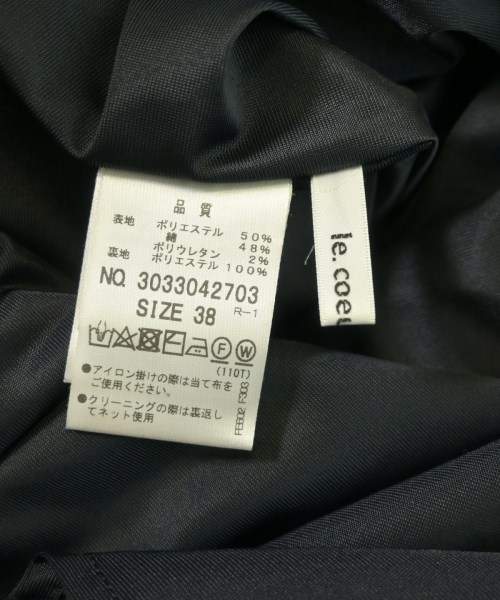 品質
表地 ポリエステル 50%
綿 48%
ポリウレタン 2%
裏地 ポリエステル 100%
NO. 3033042703
SIZE 38 R-1
F W
(110T)
●アイロン掛けの際は当て布を
ご使用ください。
●クリーニングの際は裏返し
てネット使用
FEB02 FS03